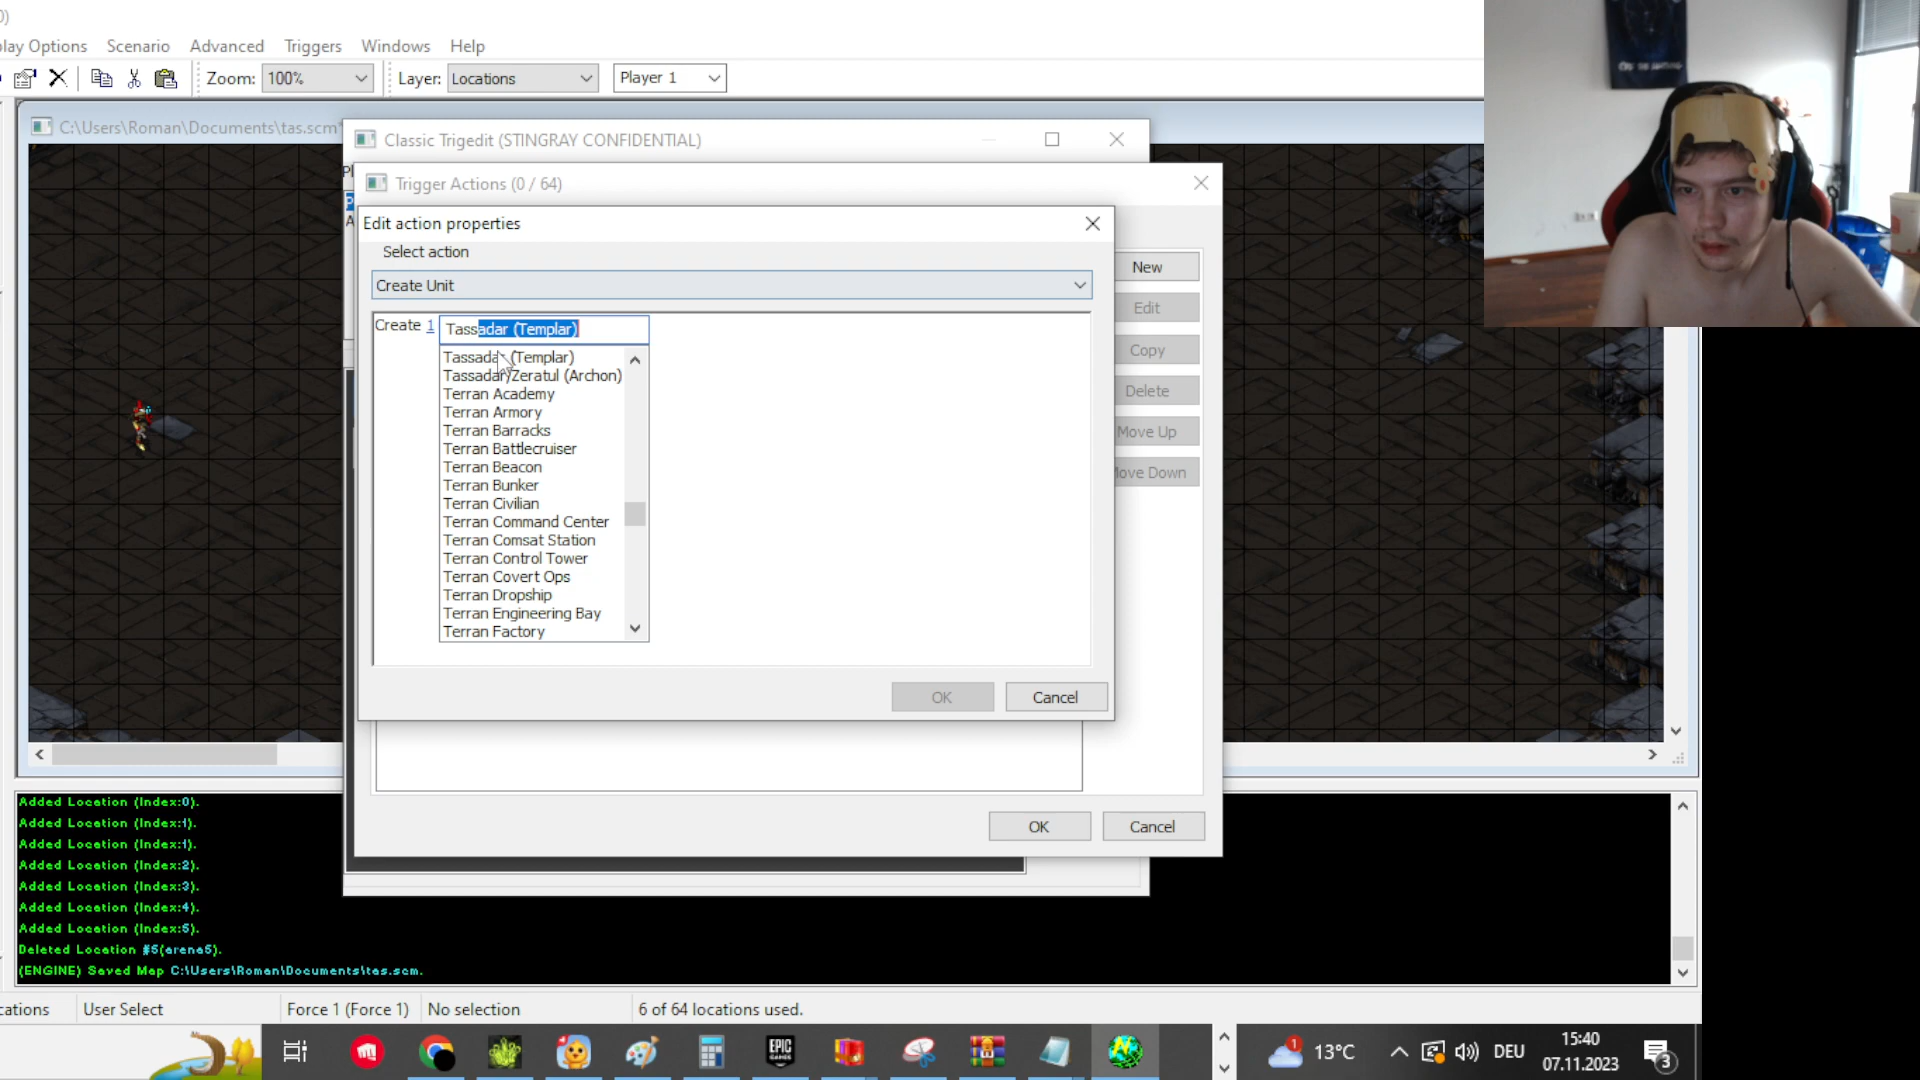 0)
lay Options Scenario Advanced Triggers Windows Help
Zoom: 100% Layer: Locations Player 1
C:\Users\Roman\Documents\tas.scm
Classic Trigedit (STINGRAY CONFIDENTIAL)
Pl
Trigger Actions (0 / 64)
P
A
Edit action properties
Select action
Create Unit
Create 1 Tassadar (Templar)
Tassadar (Templar)
Tassadar/Zeratul (Archon)
Terran Academy
Terran Armory
Terran Barracks
Terran Battlecruiser
Terran Beacon
Terran Bunker
Terran Civilian
Terran Command Center
Terran Comsat Station
Terran Control Tower
Terran Covert Ops
Terran Dropship
Terran Engineering Bay
Terran Factory
OK Cancel
New
Edit
Copy
Delete
Move Up
Move Down
OK Cancel
Added Location (Index:0).
Added Location (Index:1).
Added Location (Index:1).
Added Location (Index:2).
Added Location (Index:3).
Added Location (Index:4).
Added Location (Index:5).
Deleted Location #5(arena5).
(ENGINE) Saved Map C:\Users\Roman\Documents\tas.scm.
cations User Select Force 1 (Force 1) No selection 6 of 64 locations used.
EPIC
GAMES
1
13°C
DEU
15:40
07.11.2023
3